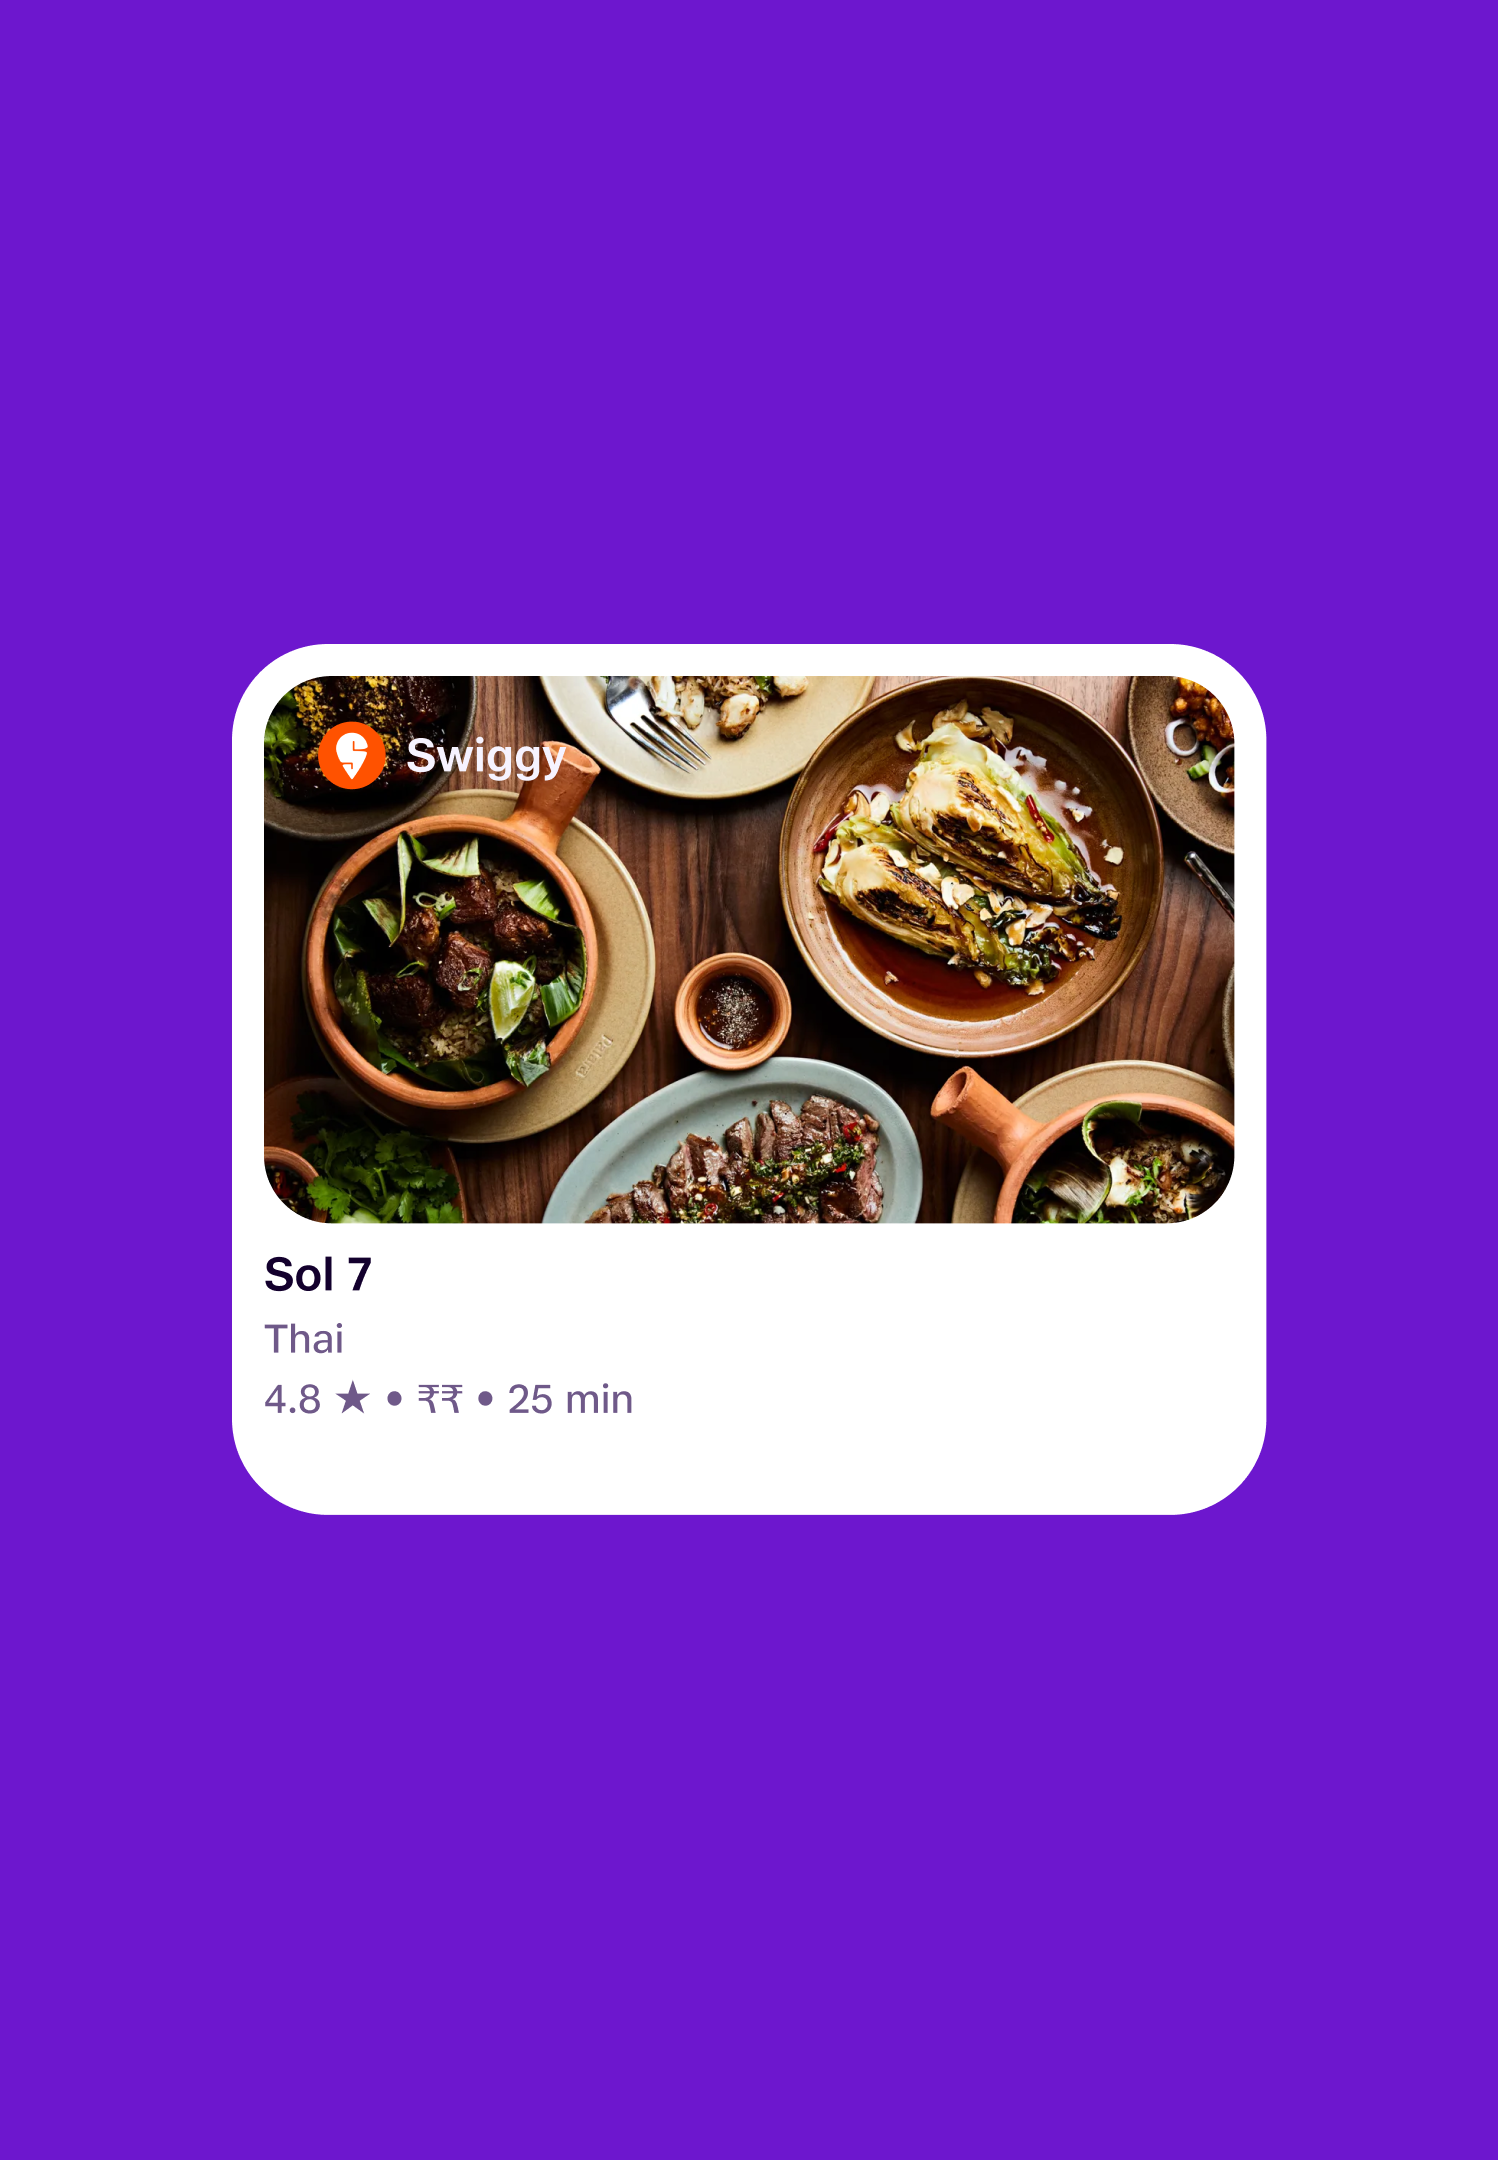 Swiggy
Sol 7
Thai
4.8 ★ • ₹₹ • 25 min